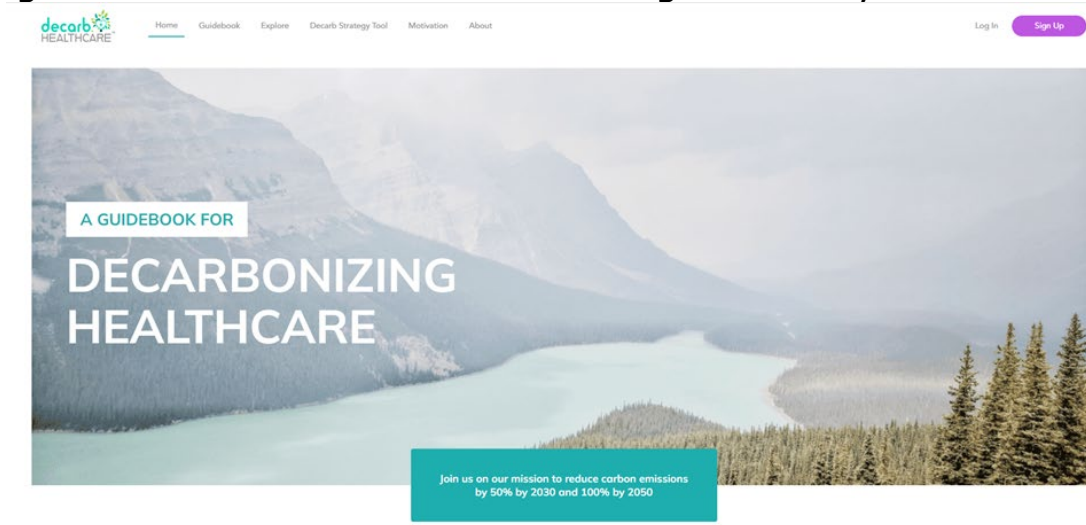 decarb
HEALTHCARE
Home Guidebook Explore Decarb Strategy Tool Motivation About
Log In Sign Up
A GUIDEBOOK FOR
DECARBONIZING
HEALTHCARE
Join us on our mission to reduce carbon emissions
by 50% by 2030 and 100% by 2050